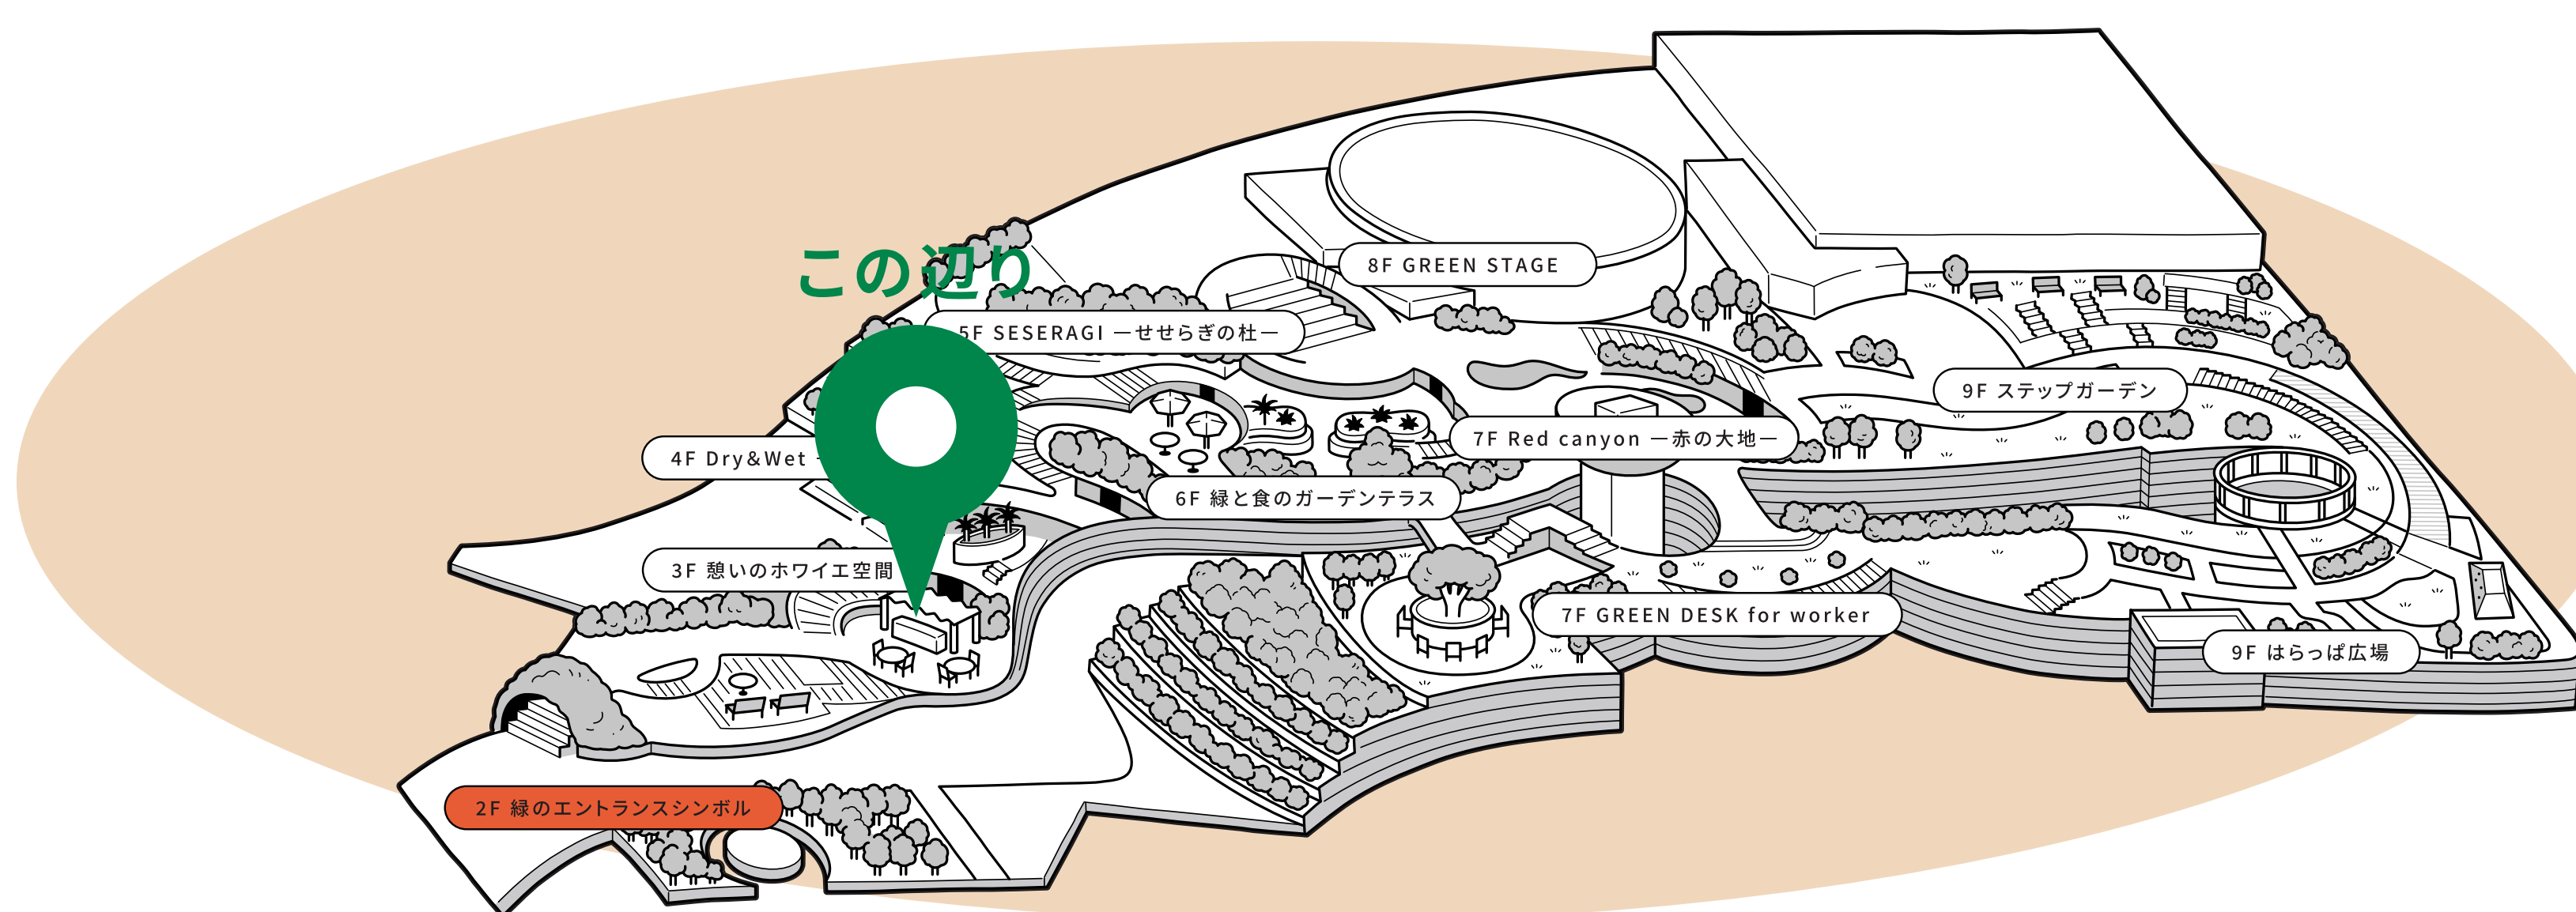 8F GREEN STAGE
この辺り
5F SESERAGI ―せせらぎの杜―
9F ステップガーデン
7F Red canyon ―赤の大地―
4F Dry&Wet
6F 緑と食のガーデンテラス
3F 憩いのホワイエ空間
7F GREEN DESK for worker
9F はらっぱ広場
2F 緑のエントランスシンボル